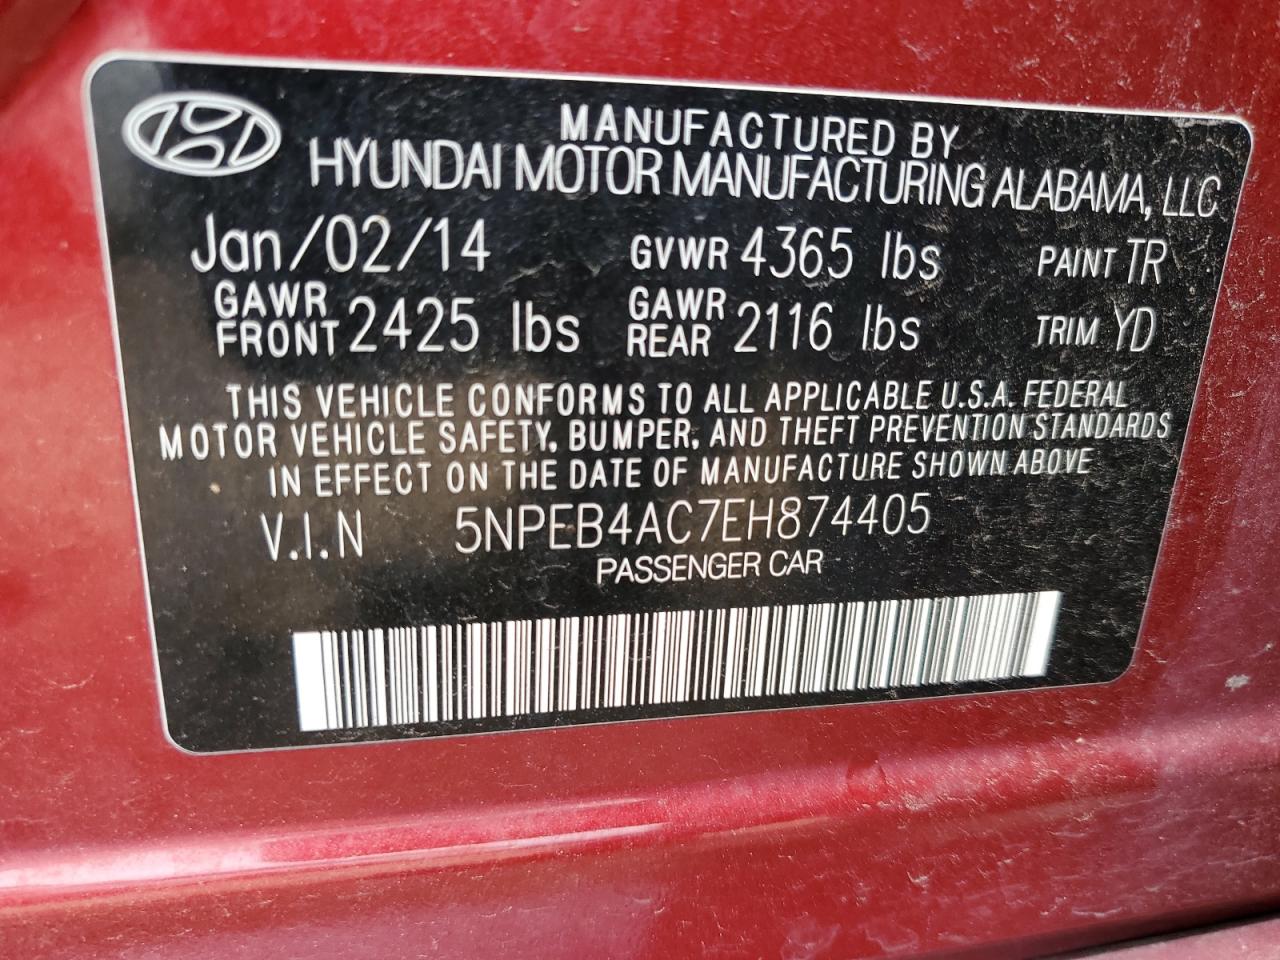 MANUFACTURED BY
HYUNDAI MOTOR MANUFACTURING ALABAMA, LLC
Jan/02/14 GVWR 4365 lbs PAINT TR
GAWR FRONT 2425 lbs GAWR REAR 2116 lbs TRIM YD
THIS VEHICLE CONFORMS TO ALL APPLICABLE U.S.A. FEDERAL
MOTOR VEHICLE SAFETY, BUMPER, AND THEFT PREVENTION STANDARDS
IN EFFECT ON THE DATE OF MANUFACTURE SHOWN ABOVE
V.I.N 5NPEB4AC7EH874405
PASSENGER CAR